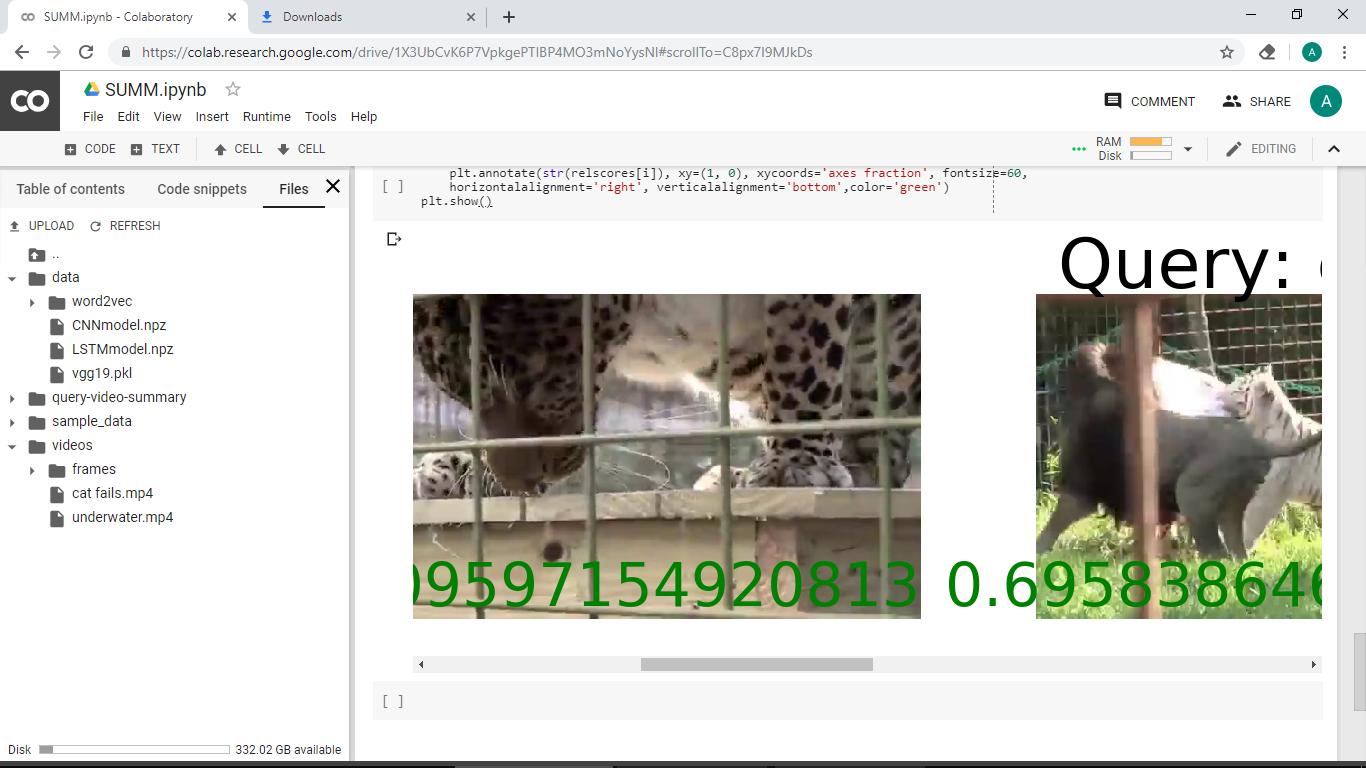 SUMM.ipynb - Colaboratory
Downloads
https://colab.research.google.com/drive/1X3UbCvK6P7VpkgePTIBP4MO3mNoYysNI#scrollTo=C8px7I9MJkDs
A
CO
SUMM.ipynb
File Edit View Insert Runtime Tools Help
COMMENT
SHARE
A
CODE TEXT CELL CELL
RAM
Disk
EDITING
Table of contents Code snippets Files
UPLOAD REFRESH
..
data
word2vec
CNNmodel.npz
LSTMmodel.npz
vgg19.pkl
query-video-summary
sample_data
videos
frames
cat fails.mp4
underwater.mp4
Disk 332.02 GB available
plt.annotate(str(relscores[i]), xy=(1, 0), xycoords='axes fraction', fontsize=60,
[ ] horizontalalignment='right', verticalalignment='bottom',color='green')
plt.show()
Query:
09597154920813 0.695838646
[ ]